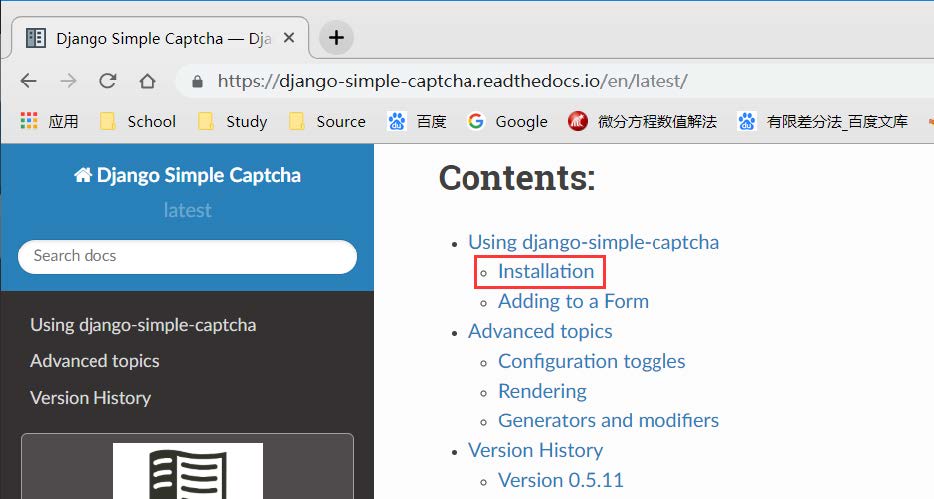 Django Simple Captcha — Dja
https://django-simple-captcha.readthedocs.io/en/latest/
应用 School Study Source 百度 Google 微分方程数值解法 有限差分法_百度文库
Django Simple Captcha
latest
Search docs
Using django-simple-captcha
Advanced topics
Version History
Contents:
Using django-simple-captcha
Installation
Adding to a Form
Advanced topics
Configuration toggles
Rendering
Generators and modifiers
Version History
Version 0.5.11